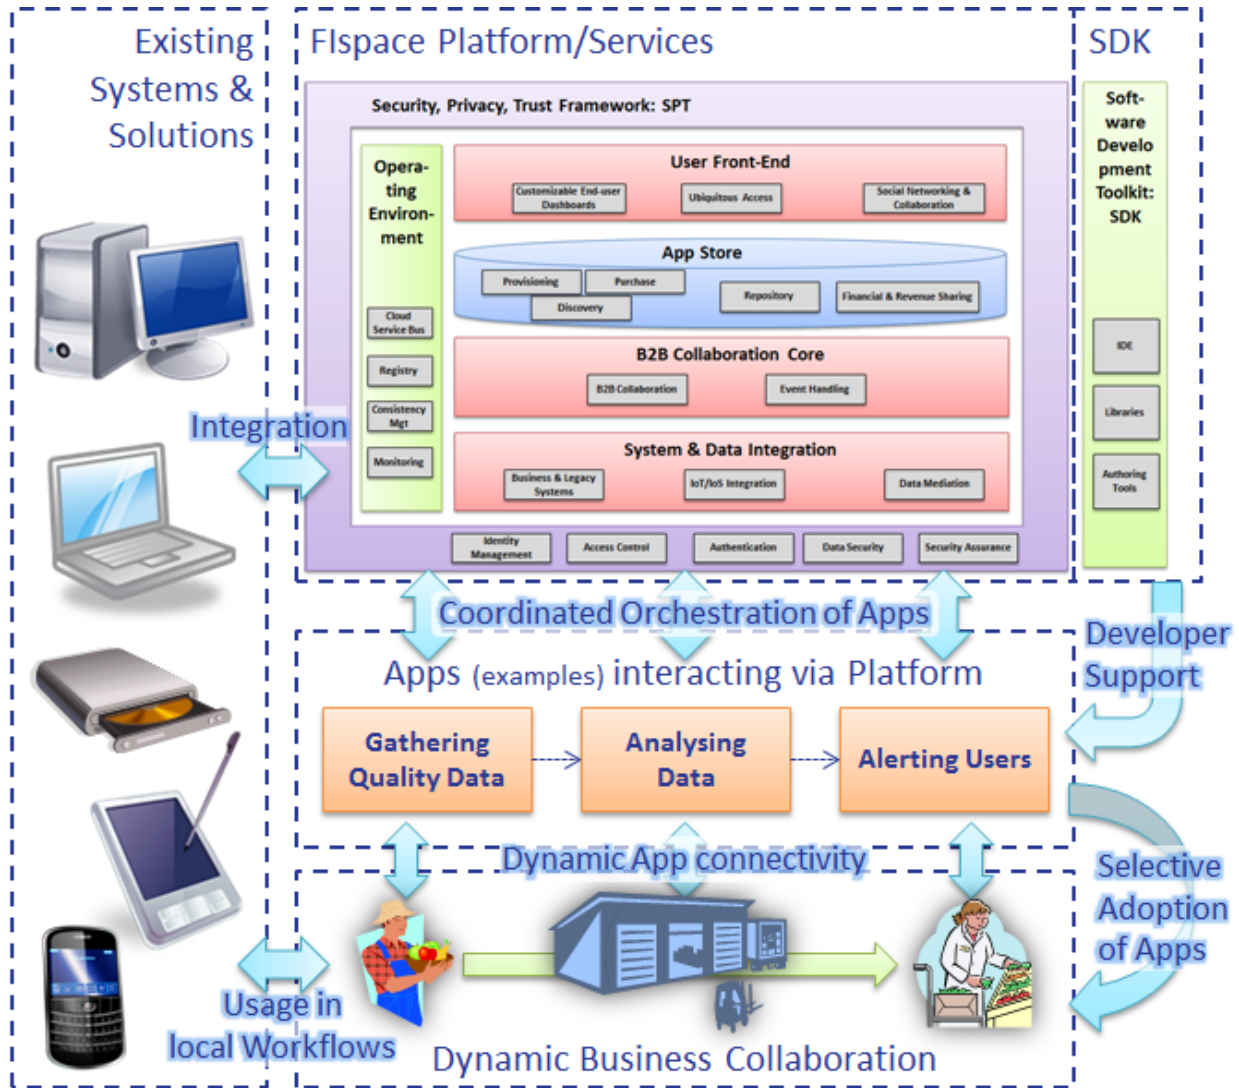 Existing
Systems &
Solutions
FIspace Platform/Services
SDK
Security, Privacy, Trust Framework: SPT
Opera-
ting
Environ-
ment
Cloud
Service Bus
Registry
Consistency
Mgt
Monitoring
User Front-End
Customizable End-user
Dashboards
Ubiquitous Access
Social Networking &
Collaboration
App Store
Provisioning
Purchase
Discovery
Repository
Financial & Revenue Sharing
B2B Collaboration Core
B2B Collaboration
Event Handling
System & Data Integration
Business & Legacy
Systems
IoT/IoS Integration
Data Mediation
Identity
Management
Access Control
Authentication
Data Security
Security Assurance
Soft-
ware
Develo
pment
Toolkit:
SDK
IDE
Libraries
Authoring
Tools
Integration
Coordinated Orchestration of Apps
Developer
Support
Apps (examples) interacting via Platform
Gathering
Quality Data
Analysing
Data
Alerting Users
Dynamic App connectivity
Selective
Adoption
of Apps
Usage in
local Workflows
Dynamic Business Collaboration